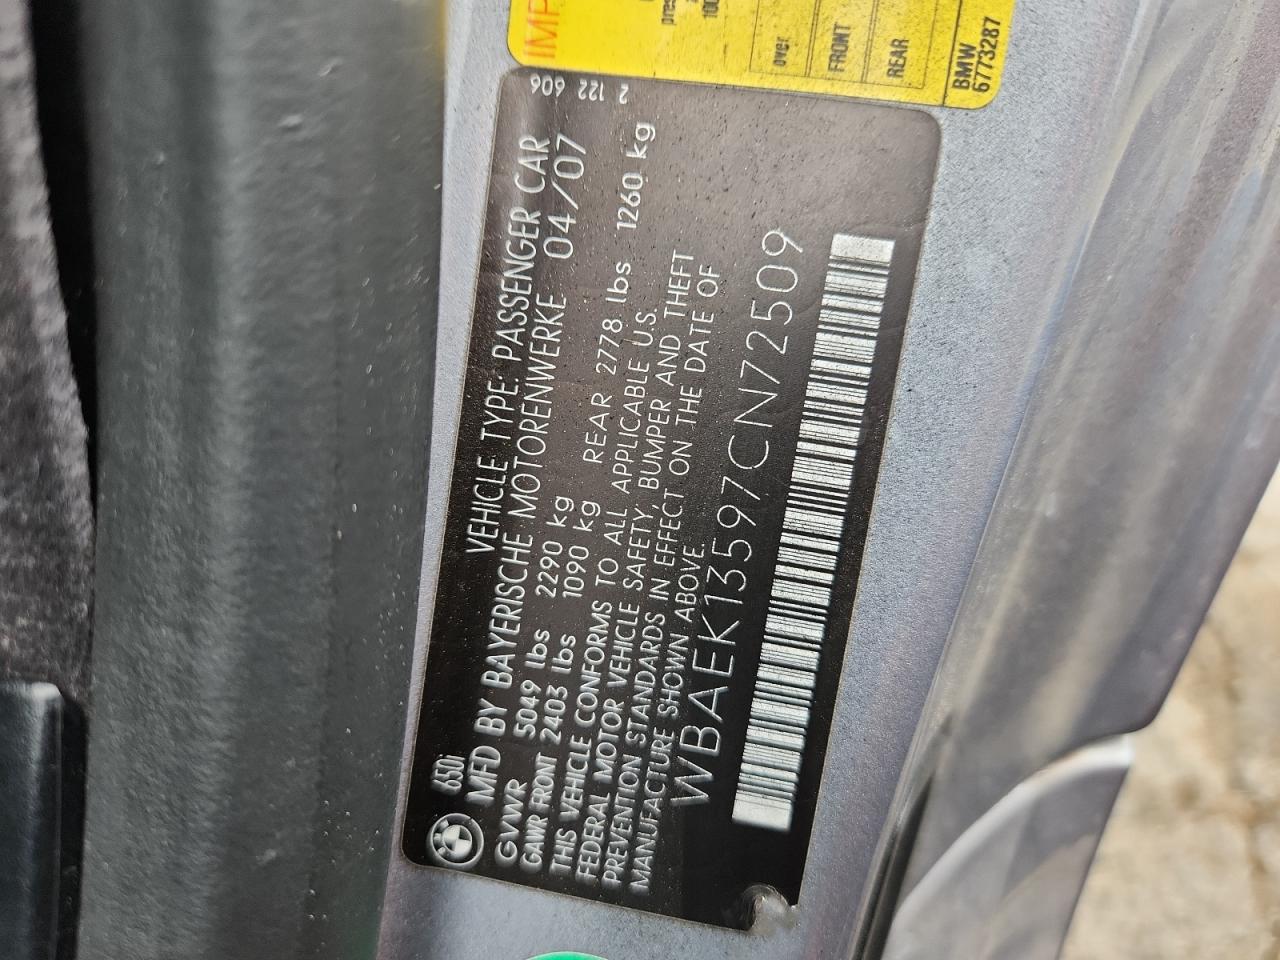 650i
VEHICLE TYPE: PASSENGER CAR
MFD BY BAYERISCHE MOTORENWERKE 04/07
GVWR 5049 lbs 2290 kg
GAWR FRONT 2403 lbs 1090 kg REAR 2778 lbs 1260 kg
THIS VEHICLE CONFORMS TO ALL APPLICABLE U.S.
FEDERAL MOTOR VEHICLE SAFETY, BUMPER AND THEFT
PREVENTION STANDARDS IN EFFECT ON THE DATE OF
MANUFACTURE SHOWN ABOVE.
WBAEK13597CN72509
2 122 606
over
FRONT
REAR
BMW
6773287